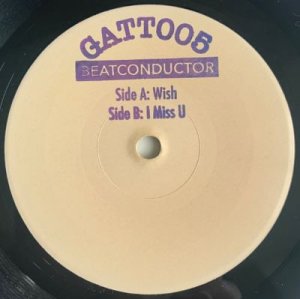 GATT005
BEATCONDUCTOR
Side A: Wish
Side B: I Miss U